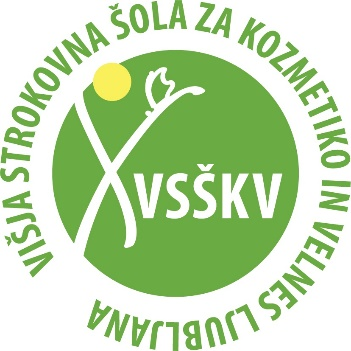 VIŠJA STROKOVNA ŠOLA ZA KOZMETIKO IN VELNES LJUBLJANA
VSŠKV